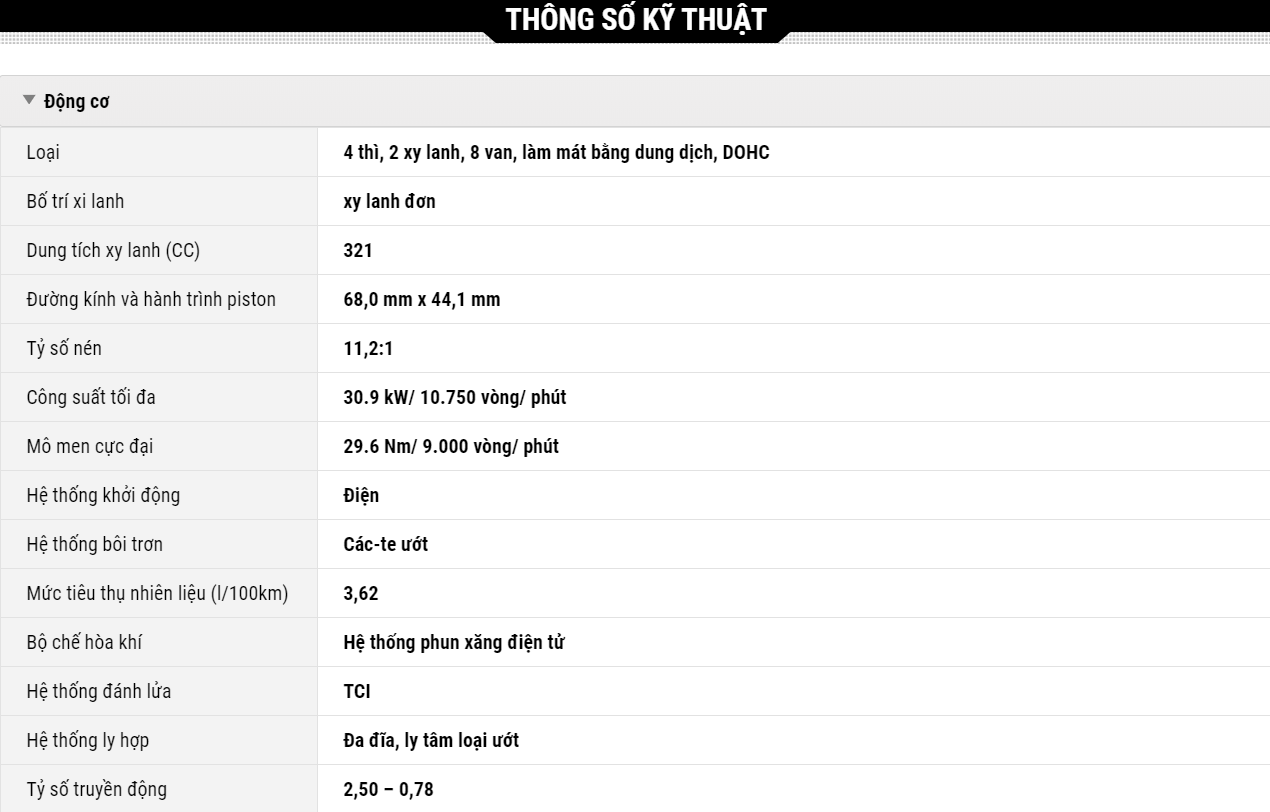 THÔNG SỐ KỸ THUẬT
Động cơ
Loại 4 thì, 2 xy lanh, 8 van, làm mát bằng dung dịch, DOHC
Bố trí xi lanh xy lanh đơn
Dung tích xy lanh (CC) 321
Đường kính và hành trình piston 68,0 mm x 44,1 mm
Tỷ số nén 11,2:1
Công suất tối đa 30.9 kW/ 10.750 vòng/ phút
Mô men cực đại 29.6 Nm/ 9.000 vòng/ phút
Hệ thống khởi động Điện
Hệ thống bôi trơn Các-te ướt
Mức tiêu thụ nhiên liệu (l/100km) 3,62
Bộ chế hòa khí Hệ thống phun xăng điện tử
Hệ thống đánh lửa TCI
Hệ thống ly hợp Đa đĩa, ly tâm loại ướt
Tỷ số truyền động 2,50 – 0,78